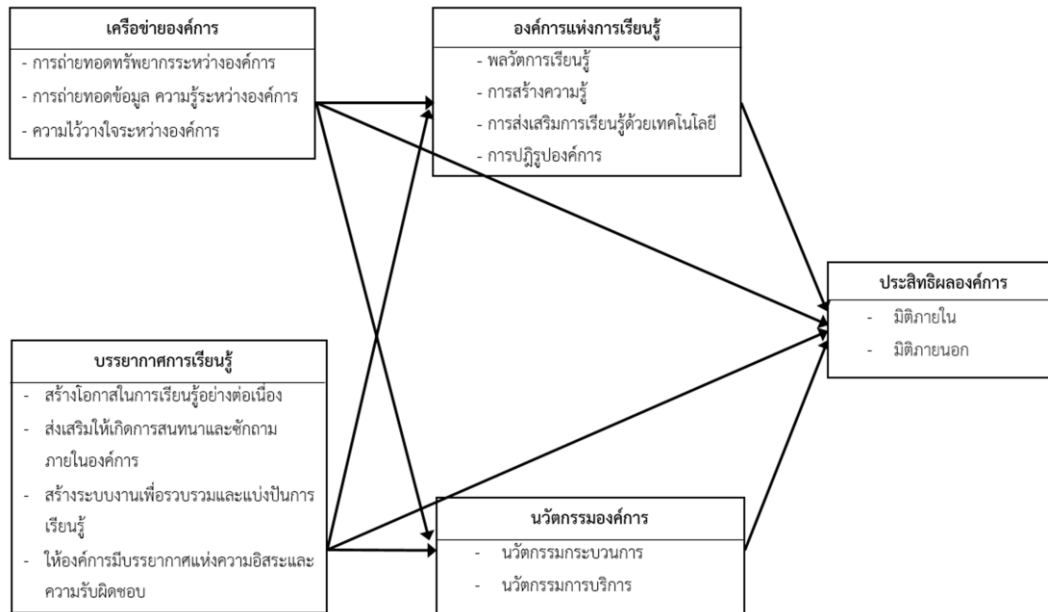 เครือข่ายองค์การ
- การถ่ายทอดทรัพยากรระหว่างองค์การ
- การถ่ายทอดข้อมูล ความรู้ระหว่างองค์การ
- ความไว้วางใจระหว่างองค์การ
องค์การแห่งการเรียนรู้
- พลวัตการเรียนรู้
- การสร้างความรู้
- การส่งเสริมการเรียนรู้ด้วยเทคโนโลยี
- การปฎิรูปองค์การ
ประสิทธิผลองค์การ
- มิติภายใน
- มิติภายนอก
บรรยากาศการเรียนรู้
- สร้างโอกาสในการเรียนรู้อย่างต่อเนื่อง
- ส่งเสริมให้เกิดการสนทนาและซักถาม
ภายในองค์การ
- สร้างระบบงานเพื่อรวบรวมและแบ่งปันการ
เรียนรู้
- ให้องค์การมีบรรยากาศแห่งความอิสระและ
ความรับผิดชอบ
นวัตกรรมองค์การ
- นวัตกรรมกระบวนการ
- นวัตกรรมการบริการ